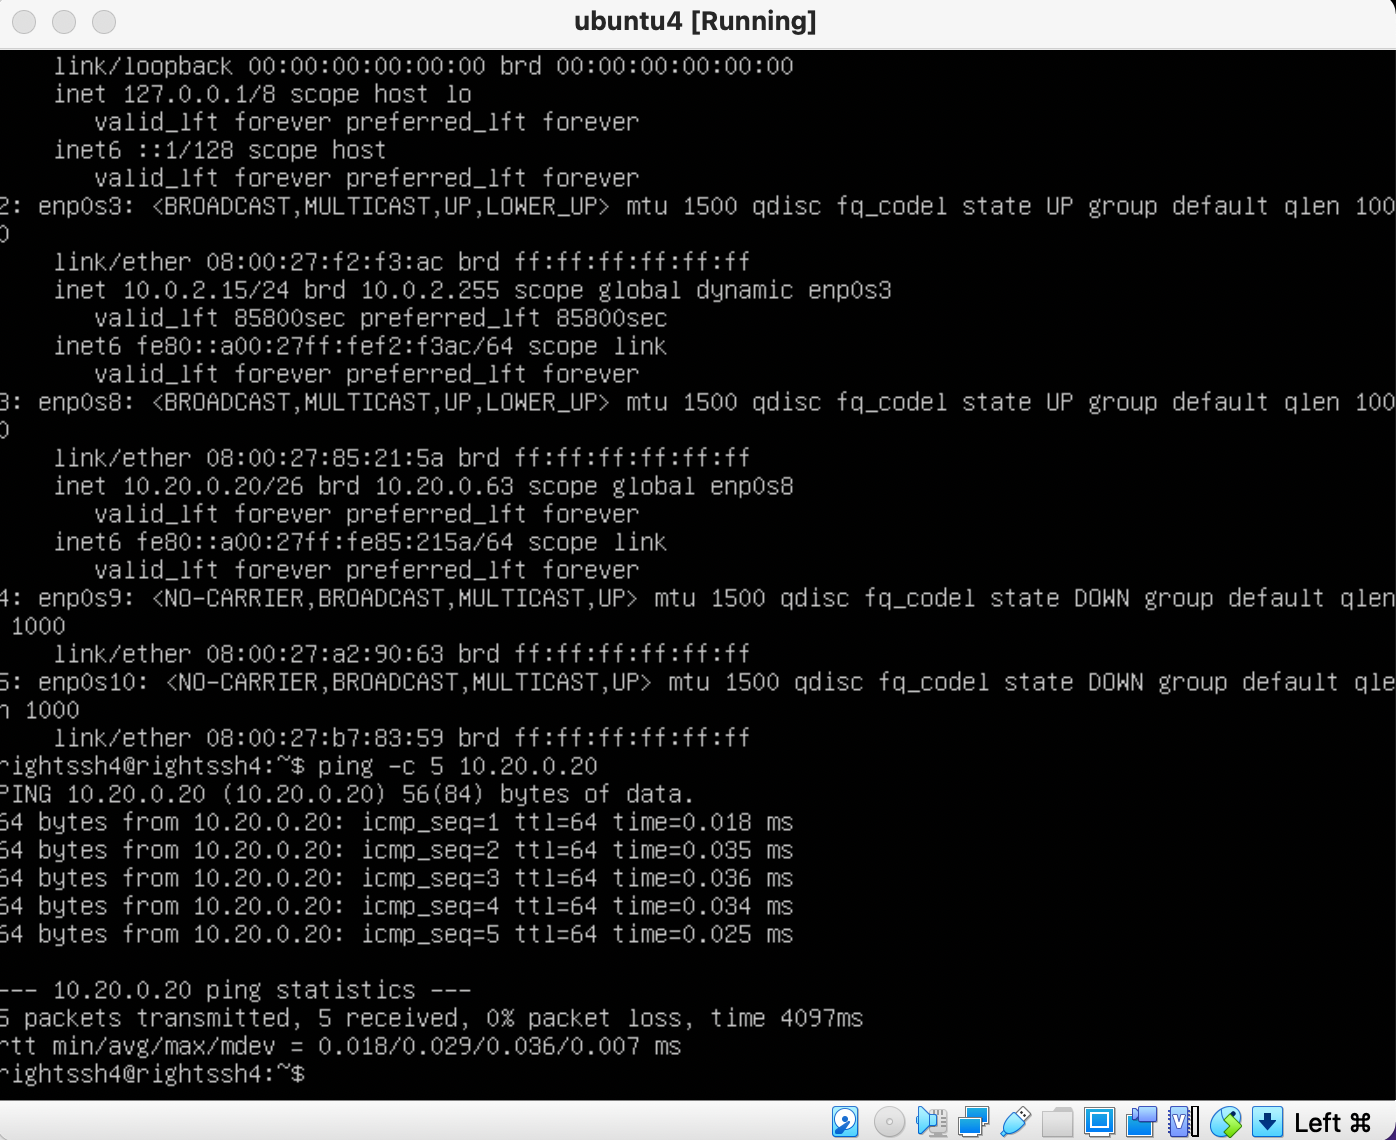 ubuntu4 [Running]
link/loopback 00:00:00:00:00:00 brd 00:00:00:00:00:00
inet 127.0.0.1/8 scope host lo
valid_lft forever preferred_lft forever
inet6 ::1/128 scope host
valid_lft forever preferred_lft forever
2: enp0s3: <BROADCAST,MULTICAST,UP,LOWER_UP> mtu 1500 qdisc fq_codel state UP group default qlen 100
0
link/ether 08:00:27:f2:f3:ac brd ff:ff:ff:ff:ff:ff
inet 10.0.2.15/24 brd 10.0.2.255 scope global dynamic enp0s3
valid_lft 85800sec preferred_lft 85800sec
inet6 fe80::a00:27ff:fef2:f3ac/64 scope link
valid_lft forever preferred_lft forever
3: enp0s8: <BROADCAST,MULTICAST,UP,LOWER_UP> mtu 1500 qdisc fq_codel state UP group default qlen 100
0
link/ether 08:00:27:85:21:5a brd ff:ff:ff:ff:ff:ff
inet 10.20.0.20/26 brd 10.20.0.63 scope global enp0s8
valid_lft forever preferred_lft forever
inet6 fe80::a00:27ff:fe85:215a/64 scope link
valid_lft forever preferred_lft forever
4: enp0s9: <NO-CARRIER,BROADCAST,MULTICAST,UP> mtu 1500 qdisc fq_codel state DOWN group default qlen
1000
link/ether 08:00:27:a2:90:63 brd ff:ff:ff:ff:ff:ff
5: enp0s10: <NO-CARRIER,BROADCAST,MULTICAST,UP> mtu 1500 qdisc fq_codel state DOWN group default qle
n 1000
link/ether 08:00:27:b7:83:59 brd ff:ff:ff:ff:ff:ff
rightssh4@rightssh4:~$ ping -c 5 10.20.0.20
PING 10.20.0.20 (10.20.0.20) 56(84) bytes of data.
64 bytes from 10.20.0.20: icmp_seq=1 ttl=64 time=0.018 ms
64 bytes from 10.20.0.20: icmp_seq=2 ttl=64 time=0.035 ms
64 bytes from 10.20.0.20: icmp_seq=3 ttl=64 time=0.036 ms
64 bytes from 10.20.0.20: icmp_seq=4 ttl=64 time=0.034 ms
64 bytes from 10.20.0.20: icmp_seq=5 ttl=64 time=0.025 ms
--- 10.20.0.20 ping statistics ---
5 packets transmitted, 5 received, 0% packet loss, time 4097ms
rtt min/avg/max/mdev = 0.018/0.029/0.036/0.007 ms
rightssh4@rightssh4:~$
Left ⌘